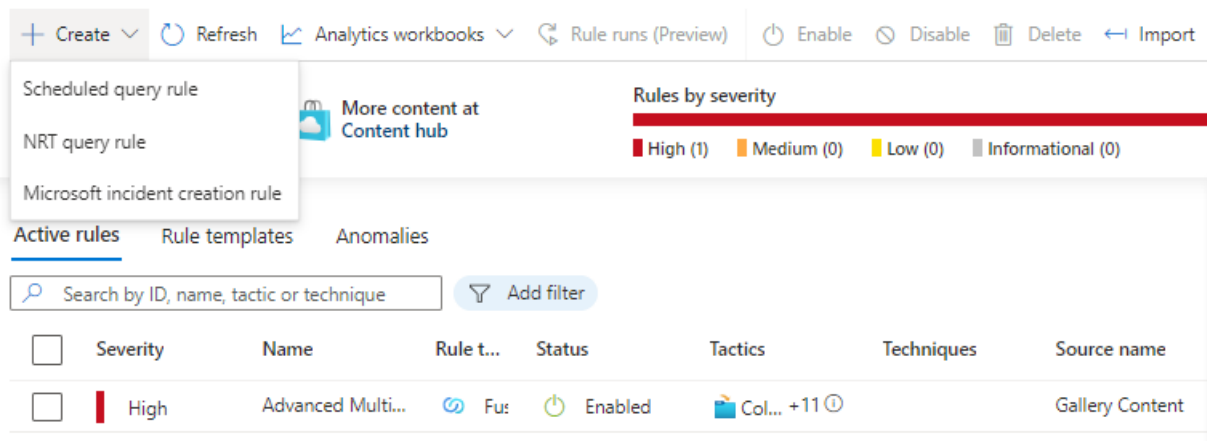 Create Refresh Analytics workbooks Rule runs (Preview) Enable Disable Delete Import
Scheduled query rule
NRT query rule
Microsoft incident creation rule
More content at
Content hub
Rules by severity
High (1) Medium (0) Low (0) Informational (0)
Active rules Rule templates Anomalies
Search by ID, name, tactic or technique Add filter
Severity Name Rule t... Status Tactics Techniques Source name
High Advanced Multi... Fus Enabled Col... +11 Gallery Content